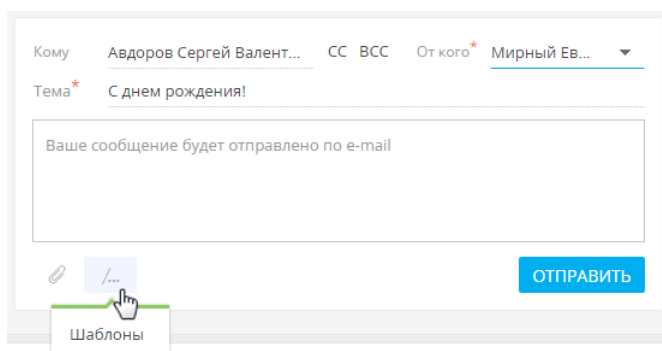 Кому Авдоров Сергей Валент... CC BCC От кого* Мирный Ев...
Тема* С днем рождения!
Ваше сообщение будет отправлено по e-mail
/... ОТПРАВИТЬ
Шаблоны